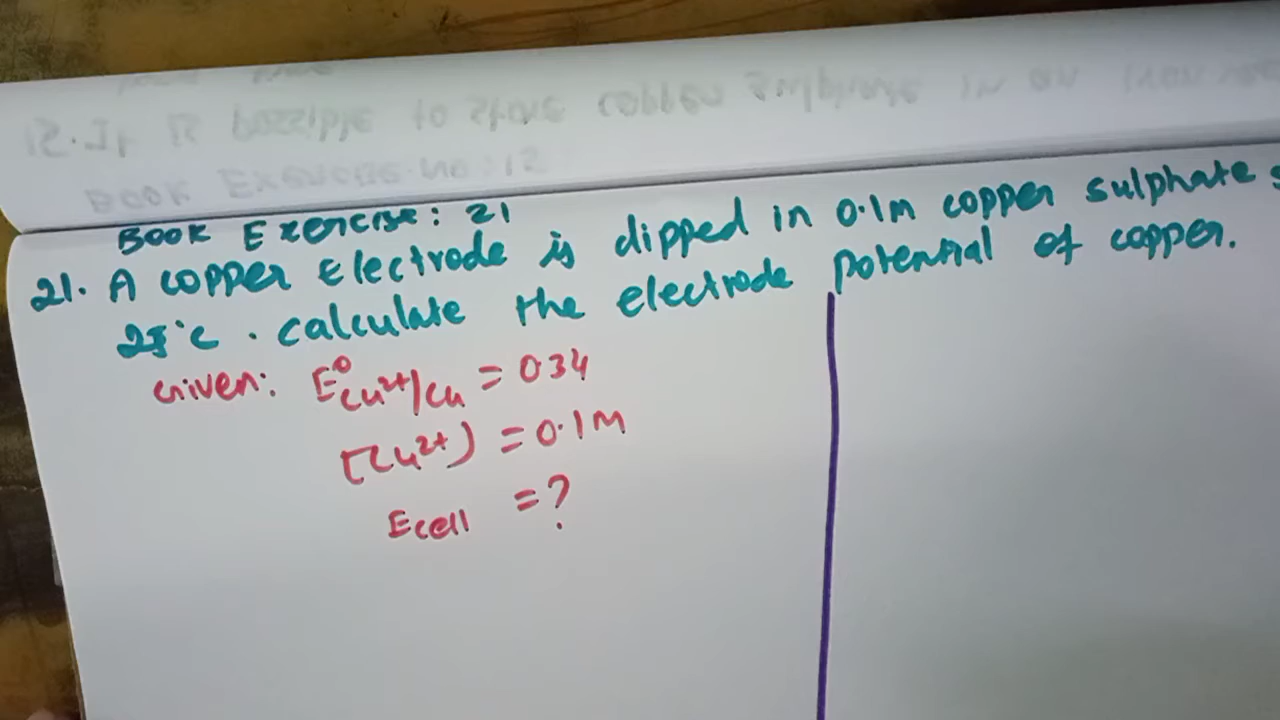 Book Exercise: 21
21. A copper Electrode is dipped in 0.1M copper sulphate
25°C. calculate the electrode potential of copper.
Given: E⁰Cu²⁺/Cu = 0.34
[Cu²⁺) = 0.1M
Ecell = ?